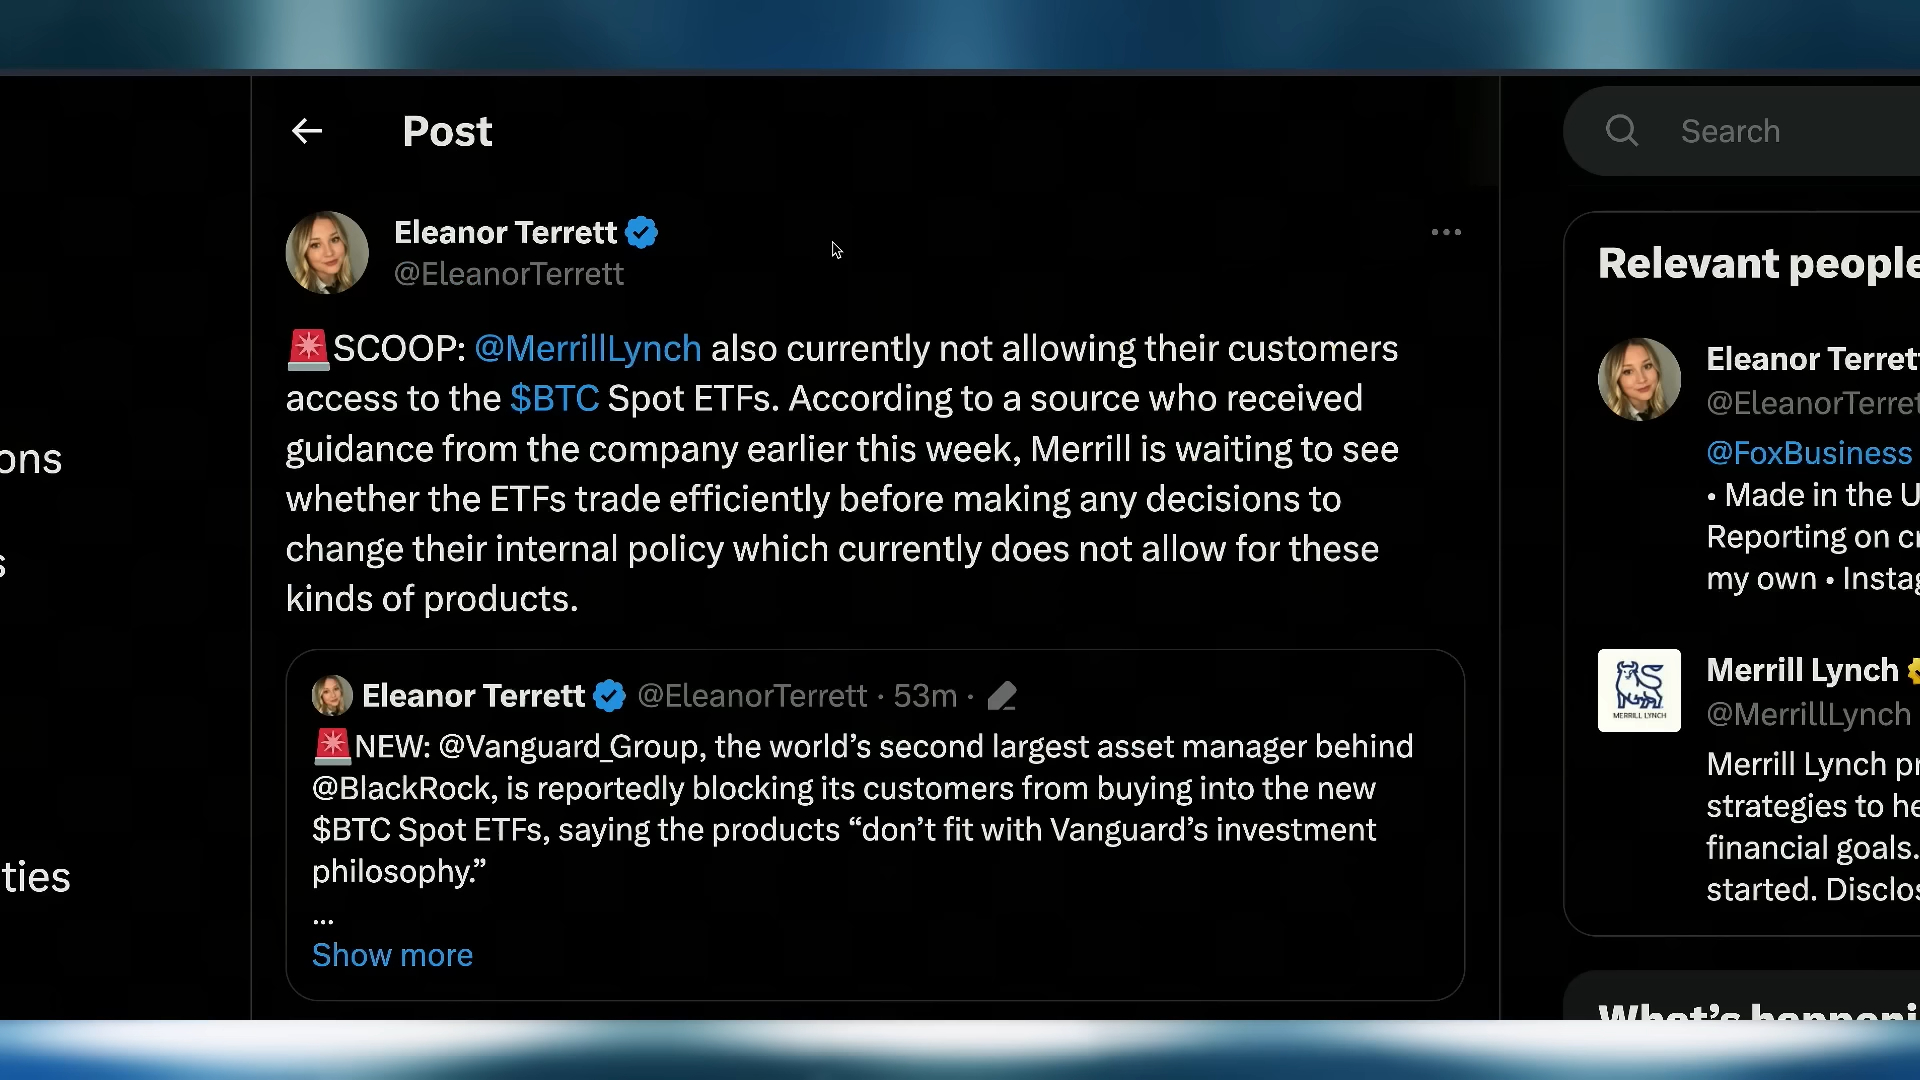 Post
Search
Eleanor Terrett
@EleanorTerrett
SCOOP: @MerrillLynch also currently not allowing their customers
access to the $BTC Spot ETFs. According to a source who received
guidance from the company earlier this week, Merrill is waiting to see
whether the ETFs trade efficiently before making any decisions to
change their internal policy which currently does not allow for these
kinds of products.
Eleanor Terrett @EleanorTerrett · 53m ·
NEW: @Vanguard_Group, the world’s second largest asset manager behind
@BlackRock, is reportedly blocking its customers from buying into the new
$BTC Spot ETFs, saying the products “don’t fit with Vanguard’s investment
philosophy.”
...
Show more
ons
s
ties
Relevant people
Eleanor Terrett
@EleanorTerret
@FoxBusiness
• Made in the U
Reporting on cr
my own • Instag
Merrill Lynch
@MerrillLynch
MERRILL LYNCH
Merrill Lynch pr
strategies to he
financial goals.
started. Disclos
What’s happeni